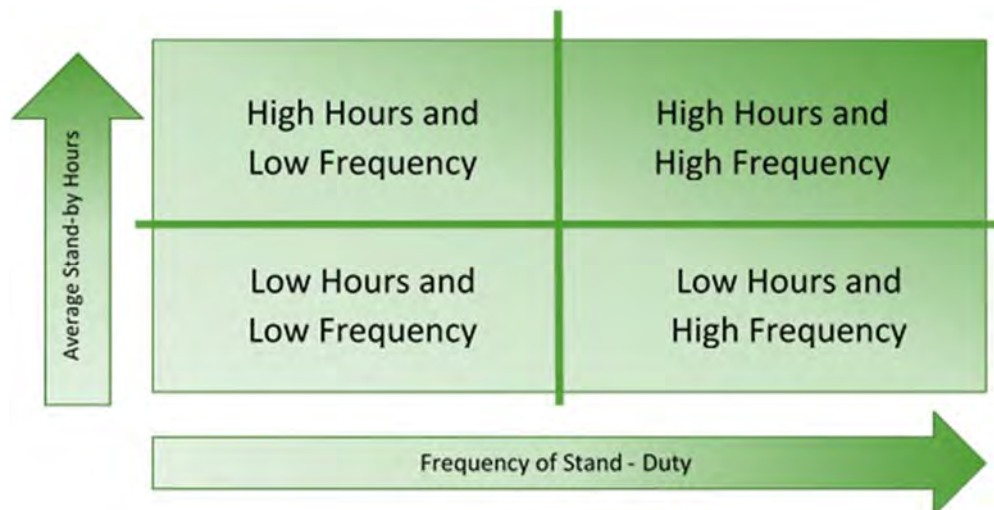 High Hours and
Low Frequency
High Hours and
High Frequency
Average Stand-by Hours
Low Hours and
Low Frequency
Low Hours and
High Frequency
Frequency of Stand - Duty